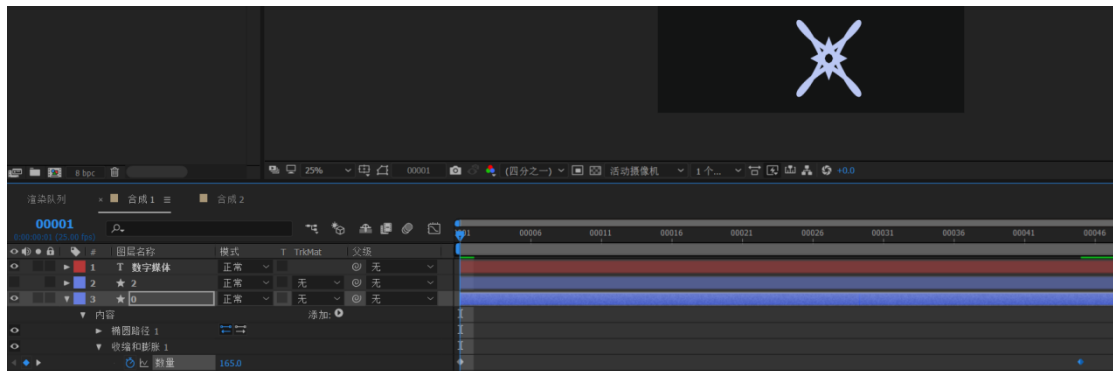 8 bpc 25% 00001 (四分之一) 活动摄像机 1 个... +0.0
渲染队列 × 合成 1 ≡ 合成 2
00001
0:00:00:01 (25.00 fps)
01 00006 00011 00016 00021 00026 00031 00036 00041 00046
# 图层名称 模式 T TrkMat 父级
1 T 数字媒体 正常 无
2 ★ 2 正常 无 无
3 ★ 0 正常 无 无
内容 添加:
椭圆路径 1
收缩和膨胀 1
数量 165.0